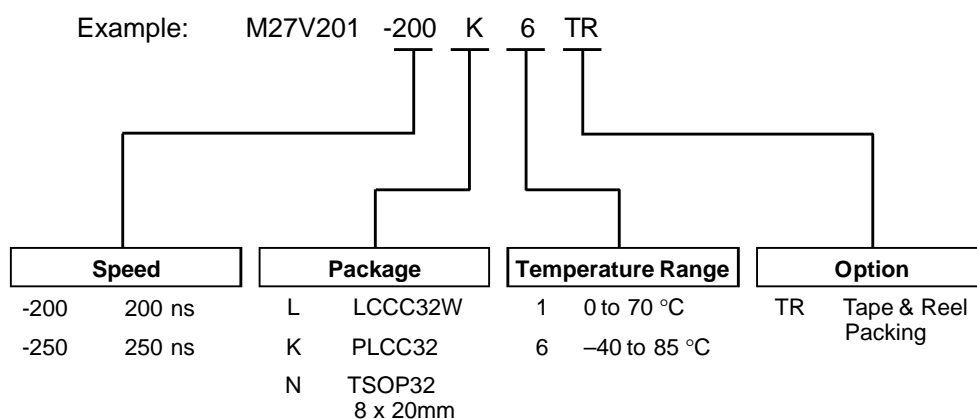 Example: M27V201 -200 K 6 TR
Speed Package Temperature Range Option
-200 200 ns L LCCC32W 1 0 to 70 °C TR Tape & Reel
Packing
-250 250 ns K PLCC32 6 –40 to 85 °C
N TSOP32
8 x 20mm